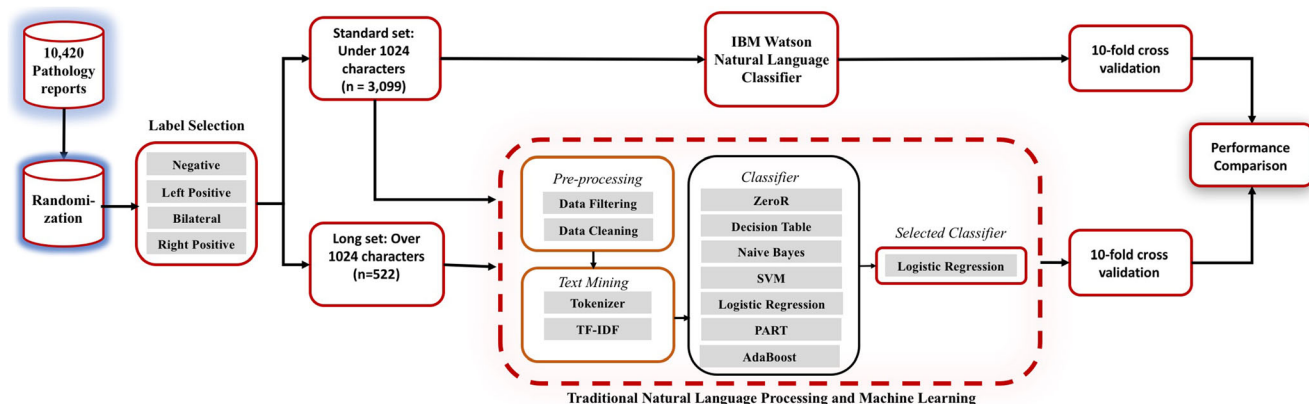 10,420
Pathology
reports
Randomi-
zation
Label Selection
Negative
Left Positive
Bilateral
Right Positive
Standard set:
Under 1024
characters
(n = 3,099)
Long set: Over
1024 characters
(n=522)
IBM Watson
Natural Language
Classifier
10-fold cross
validation
Pre-processing
Data Filtering
Data Cleaning
Text Mining
Tokenizer
TF-IDF
Classifier
ZeroR
Decision Table
Naive Bayes
SVM
Logistic Regression
PART
AdaBoost
Selected Classifier
Logistic Regression
10-fold cross
validation
Performance
Comparison
Traditional Natural Language Processing and Machine Learning